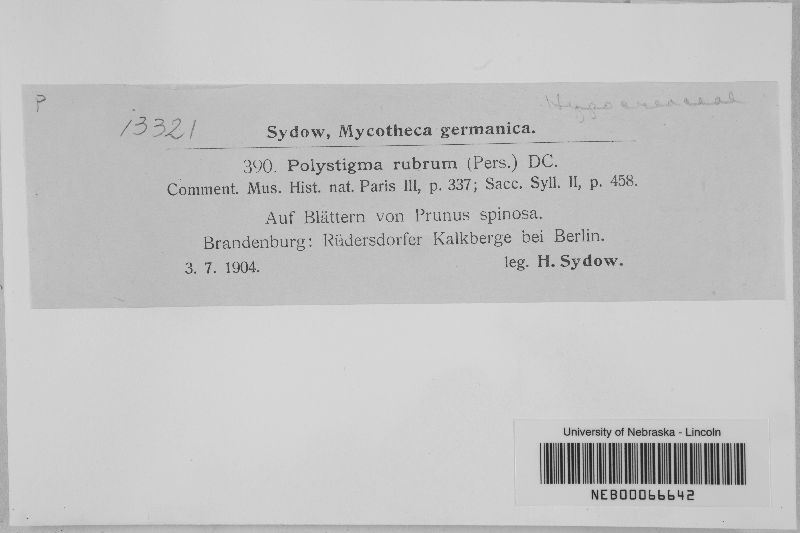 P
Hypocreaceae
13321
Sydow, Mycotheca germanica.
390. Polystigma rubrum (Pers.) DC.
Comment. Mus. Hist. nat. Paris III, p. 337; Sacc. Syll. II, p. 458.
Auf Blättern von Prunus spinosa.
Brandenburg: Rüdersdorfer Kalkberge bei Berlin.
3. 7. 1904. leg. H. Sydow.
University of Nebraska - Lincoln
NEB00066642